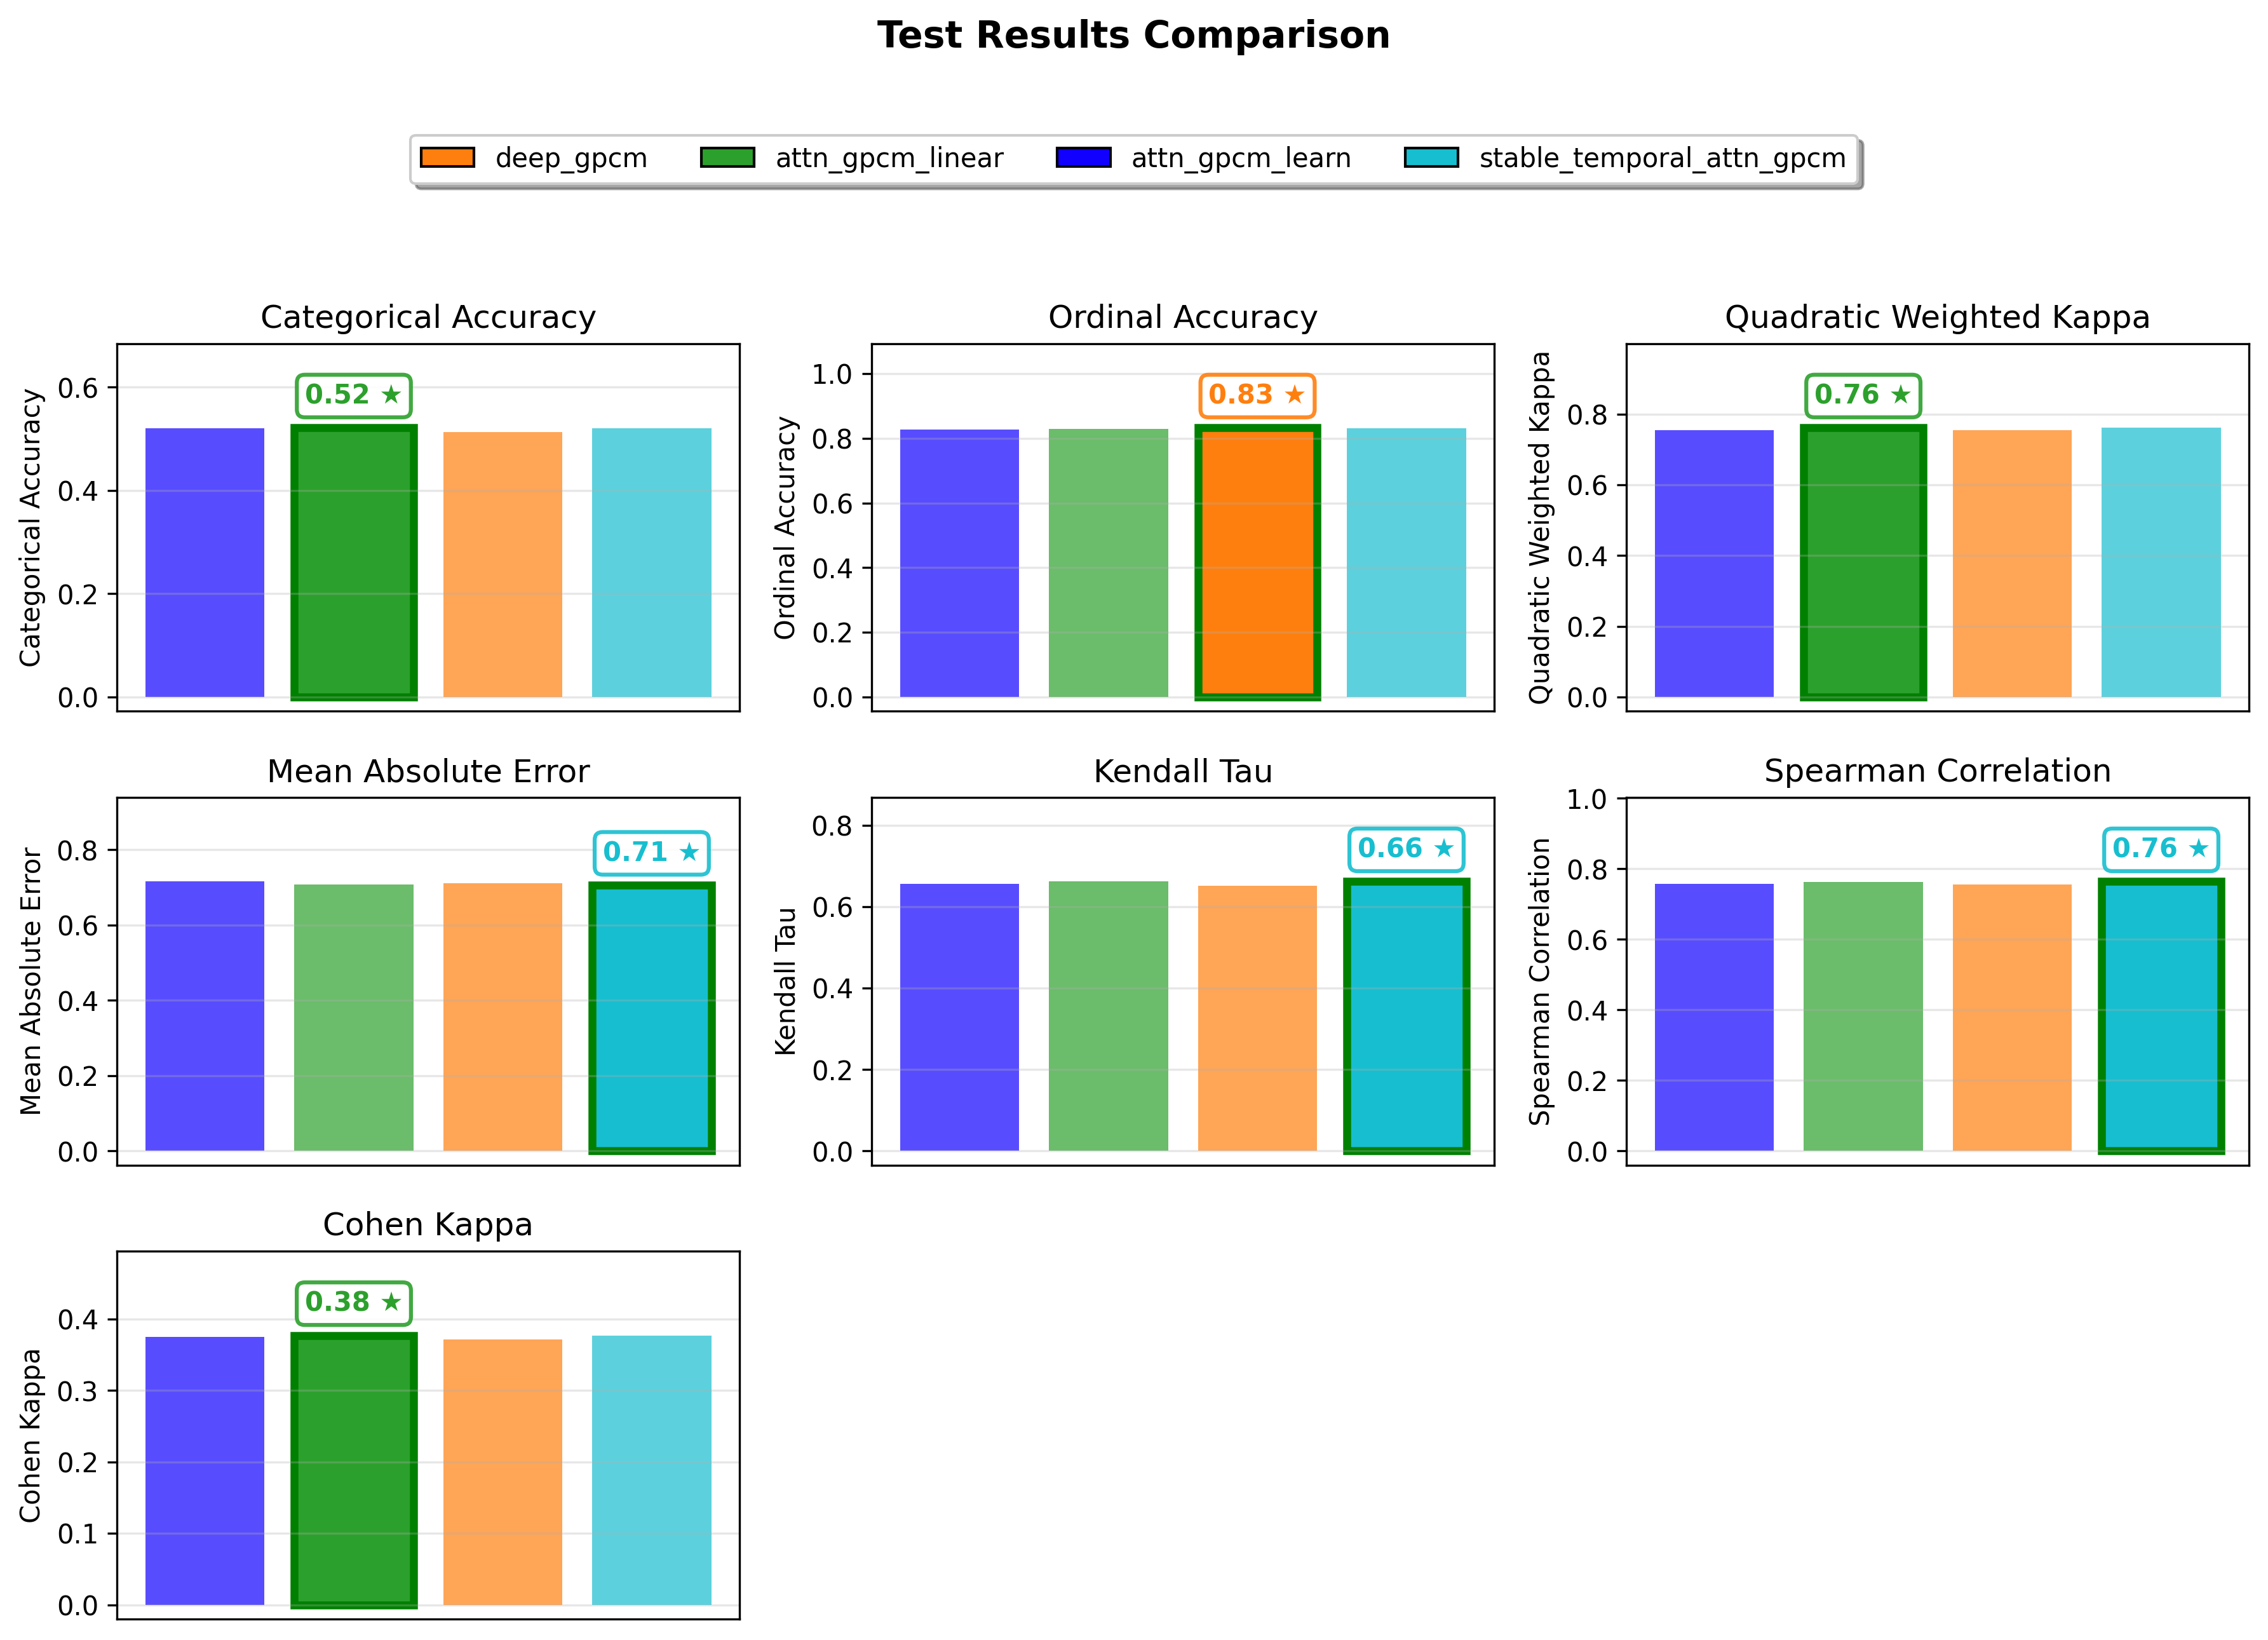 Test Results Comparison
deep_gpcm attn_gpcm_linear attn_gpcm_learn stable_temporal_attn_gpcm
Categorical Accuracy
Categorical Accuracy
0.6
0.4
0.2
0.0
0.52 ★
Ordinal Accuracy
Ordinal Accuracy
1.0
0.8
0.6
0.4
0.2
0.0
0.83 ★
Quadratic Weighted Kappa
Quadratic Weighted Kappa
0.8
0.6
0.4
0.2
0.0
0.76 ★
Mean Absolute Error
Mean Absolute Error
0.8
0.6
0.4
0.2
0.0
0.71 ★
Kendall Tau
Kendall Tau
0.8
0.6
0.4
0.2
0.0
0.66 ★
Spearman Correlation
Spearman Correlation
1.0
0.8
0.6
0.4
0.2
0.0
0.76 ★
Cohen Kappa
Cohen Kappa
0.4
0.3
0.2
0.1
0.0
0.38 ★